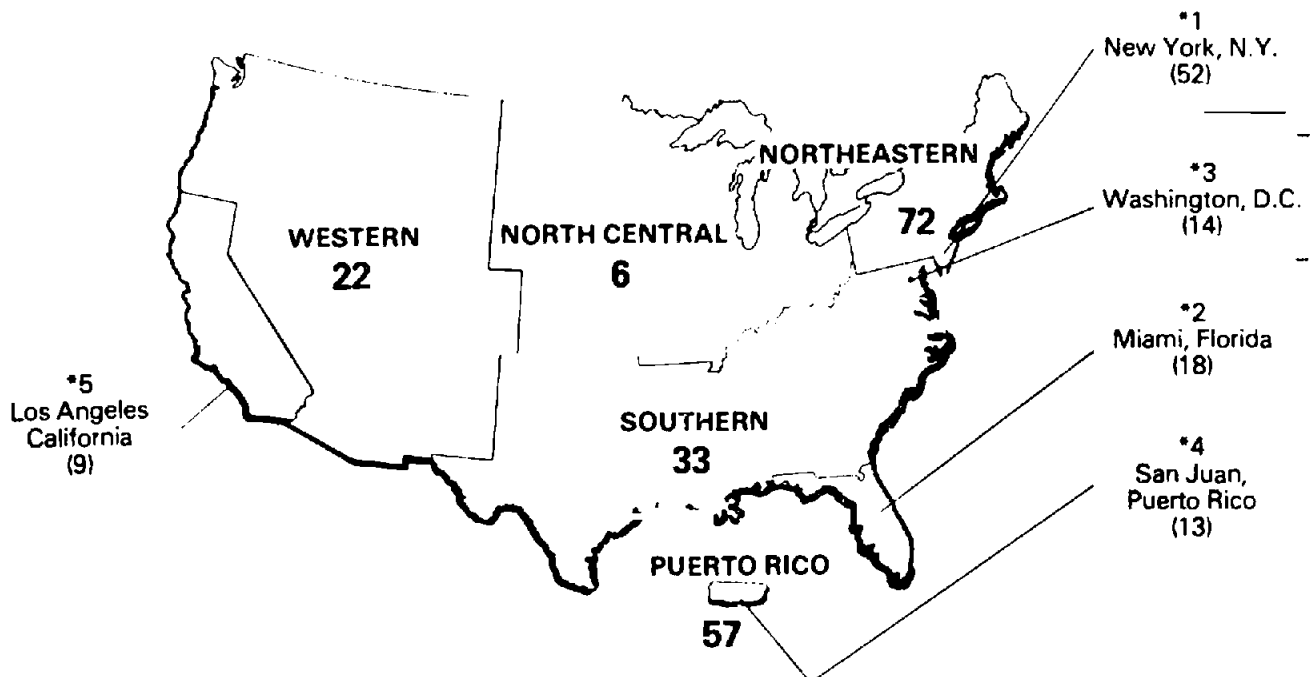 *1
New York, N.Y.
(52)
NORTHEASTERN
72
*3
Washington, D.C.
(14)
WESTERN
22
NORTH CENTRAL
6
*2
Miami, Florida
(18)
*5
Los Angeles
California
(9)
SOUTHERN
33
*4
San Juan,
Puerto Rico
(13)
PUERTO RICO
57